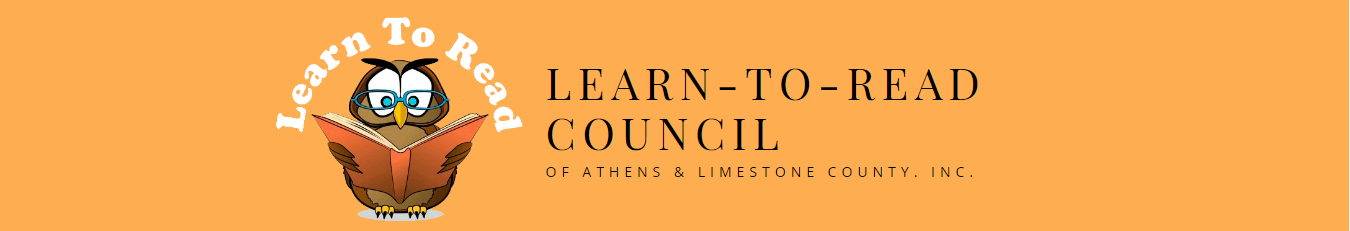 Learn To Read
LEARN-TO-READ
COUNCIL
OF ATHENS & LIMESTONE COUNTY. INC.